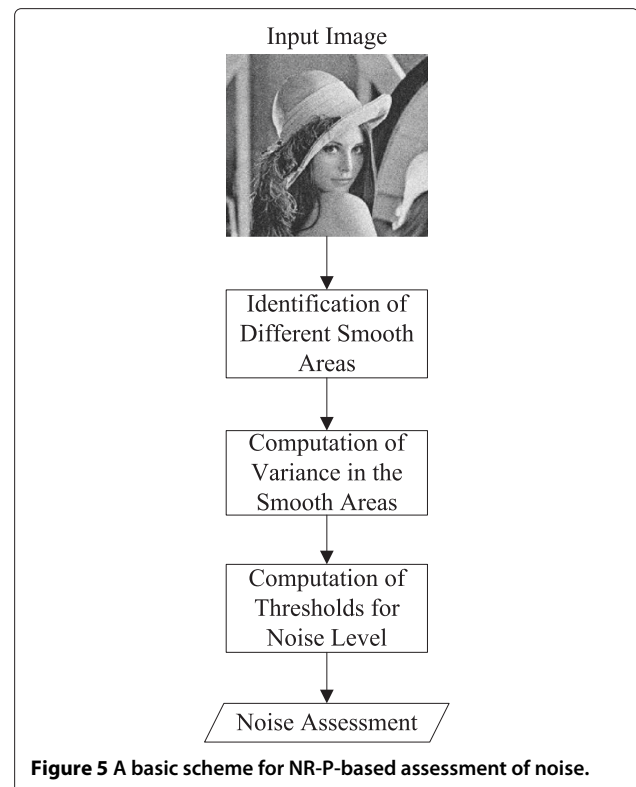 Input Image
Identification of
Different Smooth
Areas
Computation of
Variance in the
Smooth Areas
Computation of
Thresholds for
Noise Level
Noise Assessment
Figure 5 A basic scheme for NR-P-based assessment of noise.